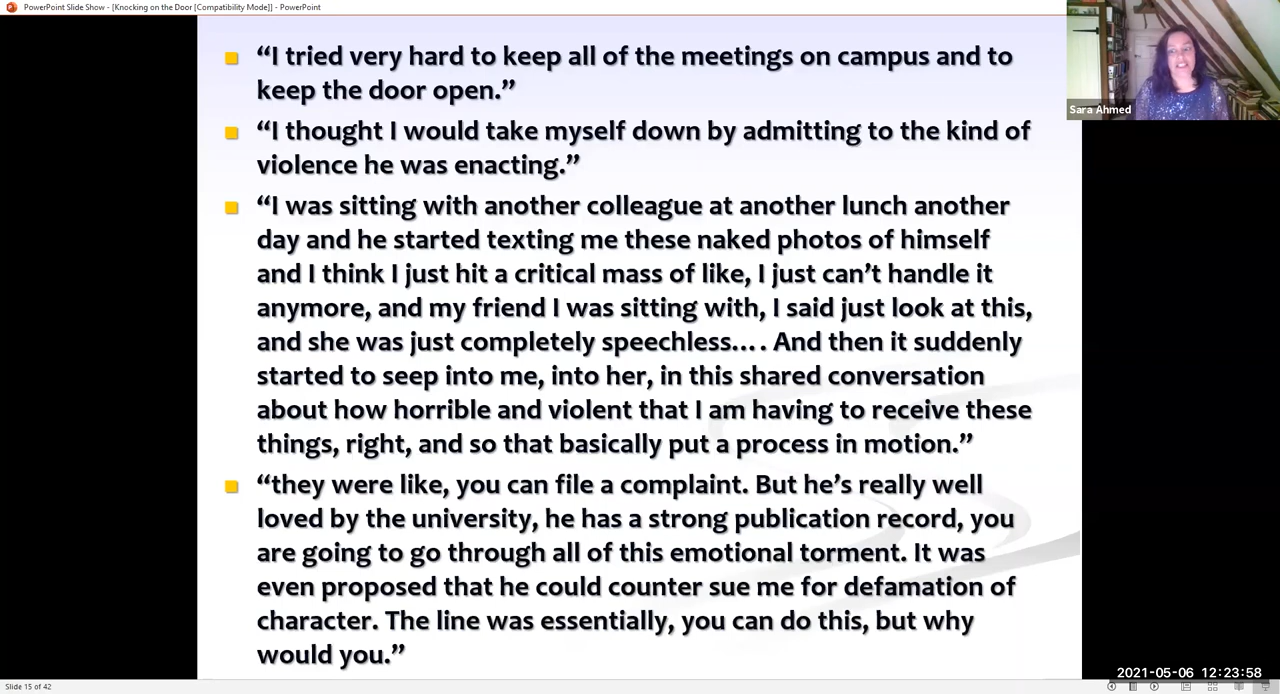 PowerPoint Slide Show - [Knocking on the Door [Compatibility Mode]] - PowerPoint
“I tried very hard to keep all of the meetings on campus and to
keep the door open.”
“I thought I would take myself down by admitting to the kind of
violence he was enacting.”
“I was sitting with another colleague at another lunch another
day and he started texting me these naked photos of himself
and I think I just hit a critical mass of like, I just can’t handle it
anymore, and my friend I was sitting with, I said just look at this,
and she was just completely speechless…. And then it suddenly
started to seep into me, into her, in this shared conversation
about how horrible and violent that I am having to receive these
things, right, and so that basically put a process in motion.”
“they were like, you can file a complaint. But he’s really well
loved by the university, he has a strong publication record, you
are going to go through all of this emotional torment. It was
even proposed that he could counter sue me for defamation of
character. The line was essentially, you can do this, but why
would you.”
Sara Ahmed
2021-05-06 12:23:58
Slide 15 of 42